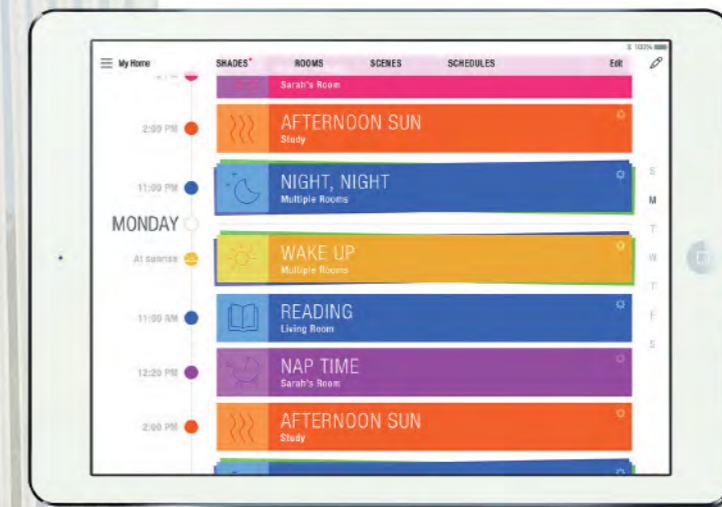 100%
My Home
SHADES ROOMS SCENES SCHEDULES Edit
Sarah's Room
2:00 PM
AFTERNOON SUN
Study
11:00 PM
NIGHT, NIGHT
Multiple Rooms
MONDAY
At sunrise
WAKE UP
Multiple Rooms
11:00 AM
READING
Living Room
12:20 PM
NAP TIME
Sarah's Room
2:00 PM
AFTERNOON SUN
Study
S
M
T
W
T
F
S